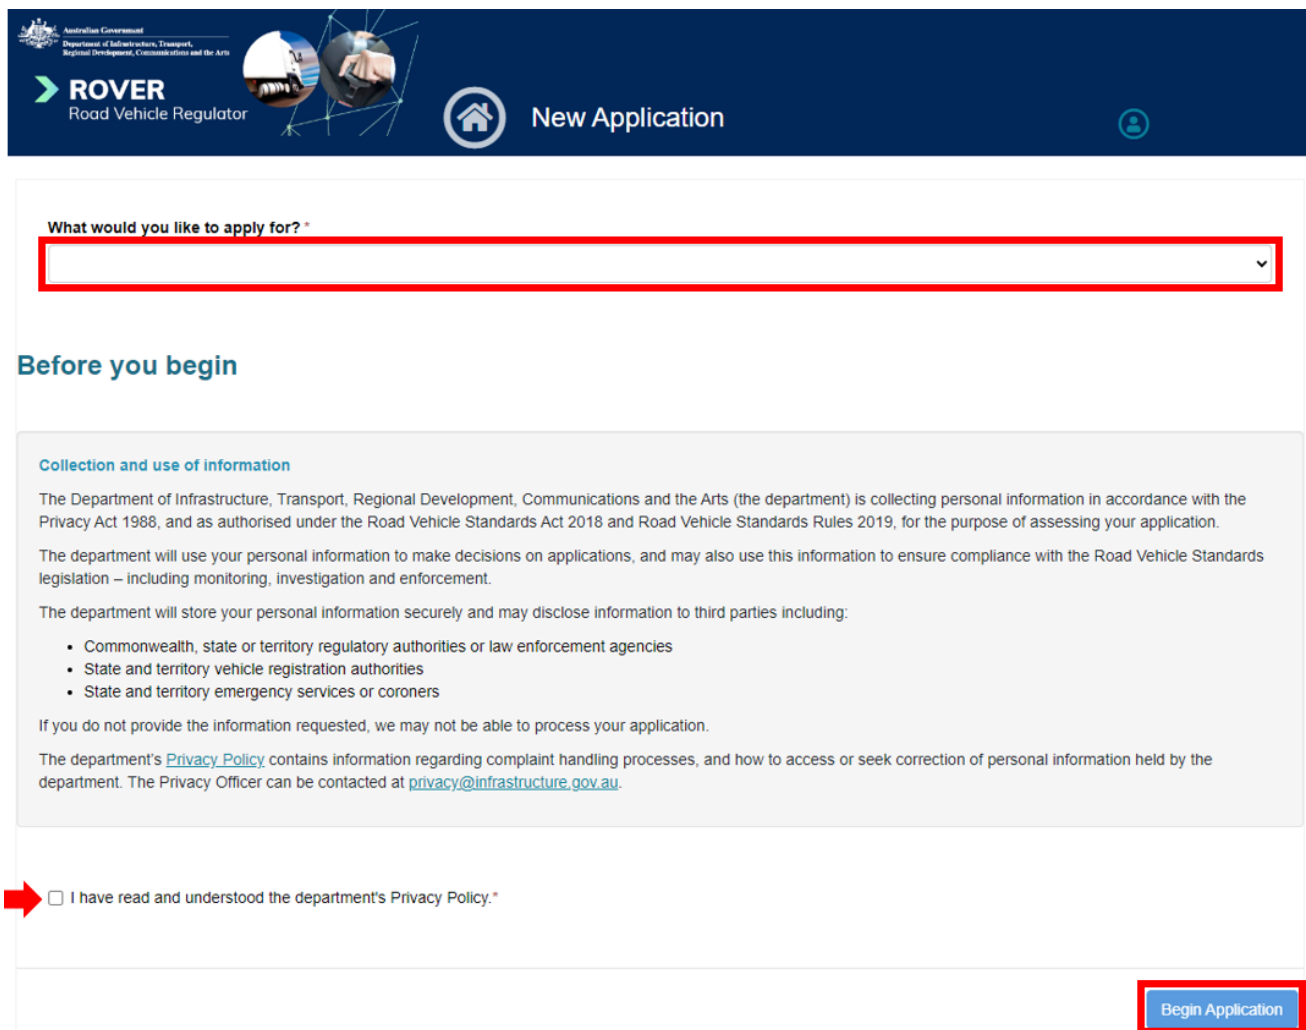 Australian Government
Department of Infrastructure, Transport,
Regional Development, Communications and the Arts
ROVER
Road Vehicle Regulator
New Application
What would you like to apply for? *
Before you begin
Collection and use of information
The Department of Infrastructure, Transport, Regional Development, Communications and the Arts (the department) is collecting personal information in accordance with the
Privacy Act 1988, and as authorised under the Road Vehicle Standards Act 2018 and Road Vehicle Standards Rules 2019, for the purpose of assessing your application.
The department will use your personal information to make decisions on applications, and may also use this information to ensure compliance with the Road Vehicle Standards
legislation – including monitoring, investigation and enforcement.
The department will store your personal information securely and may disclose information to third parties including:
• Commonwealth, state or territory regulatory authorities or law enforcement agencies
• State and territory vehicle registration authorities
• State and territory emergency services or coroners
If you do not provide the information requested, we may not be able to process your application.
The department's Privacy Policy contains information regarding complaint handling processes, and how to access or seek correction of personal information held by the
department. The Privacy Officer can be contacted at privacy@infrastructure.gov.au.
I have read and understood the department's Privacy Policy.*
Begin Application